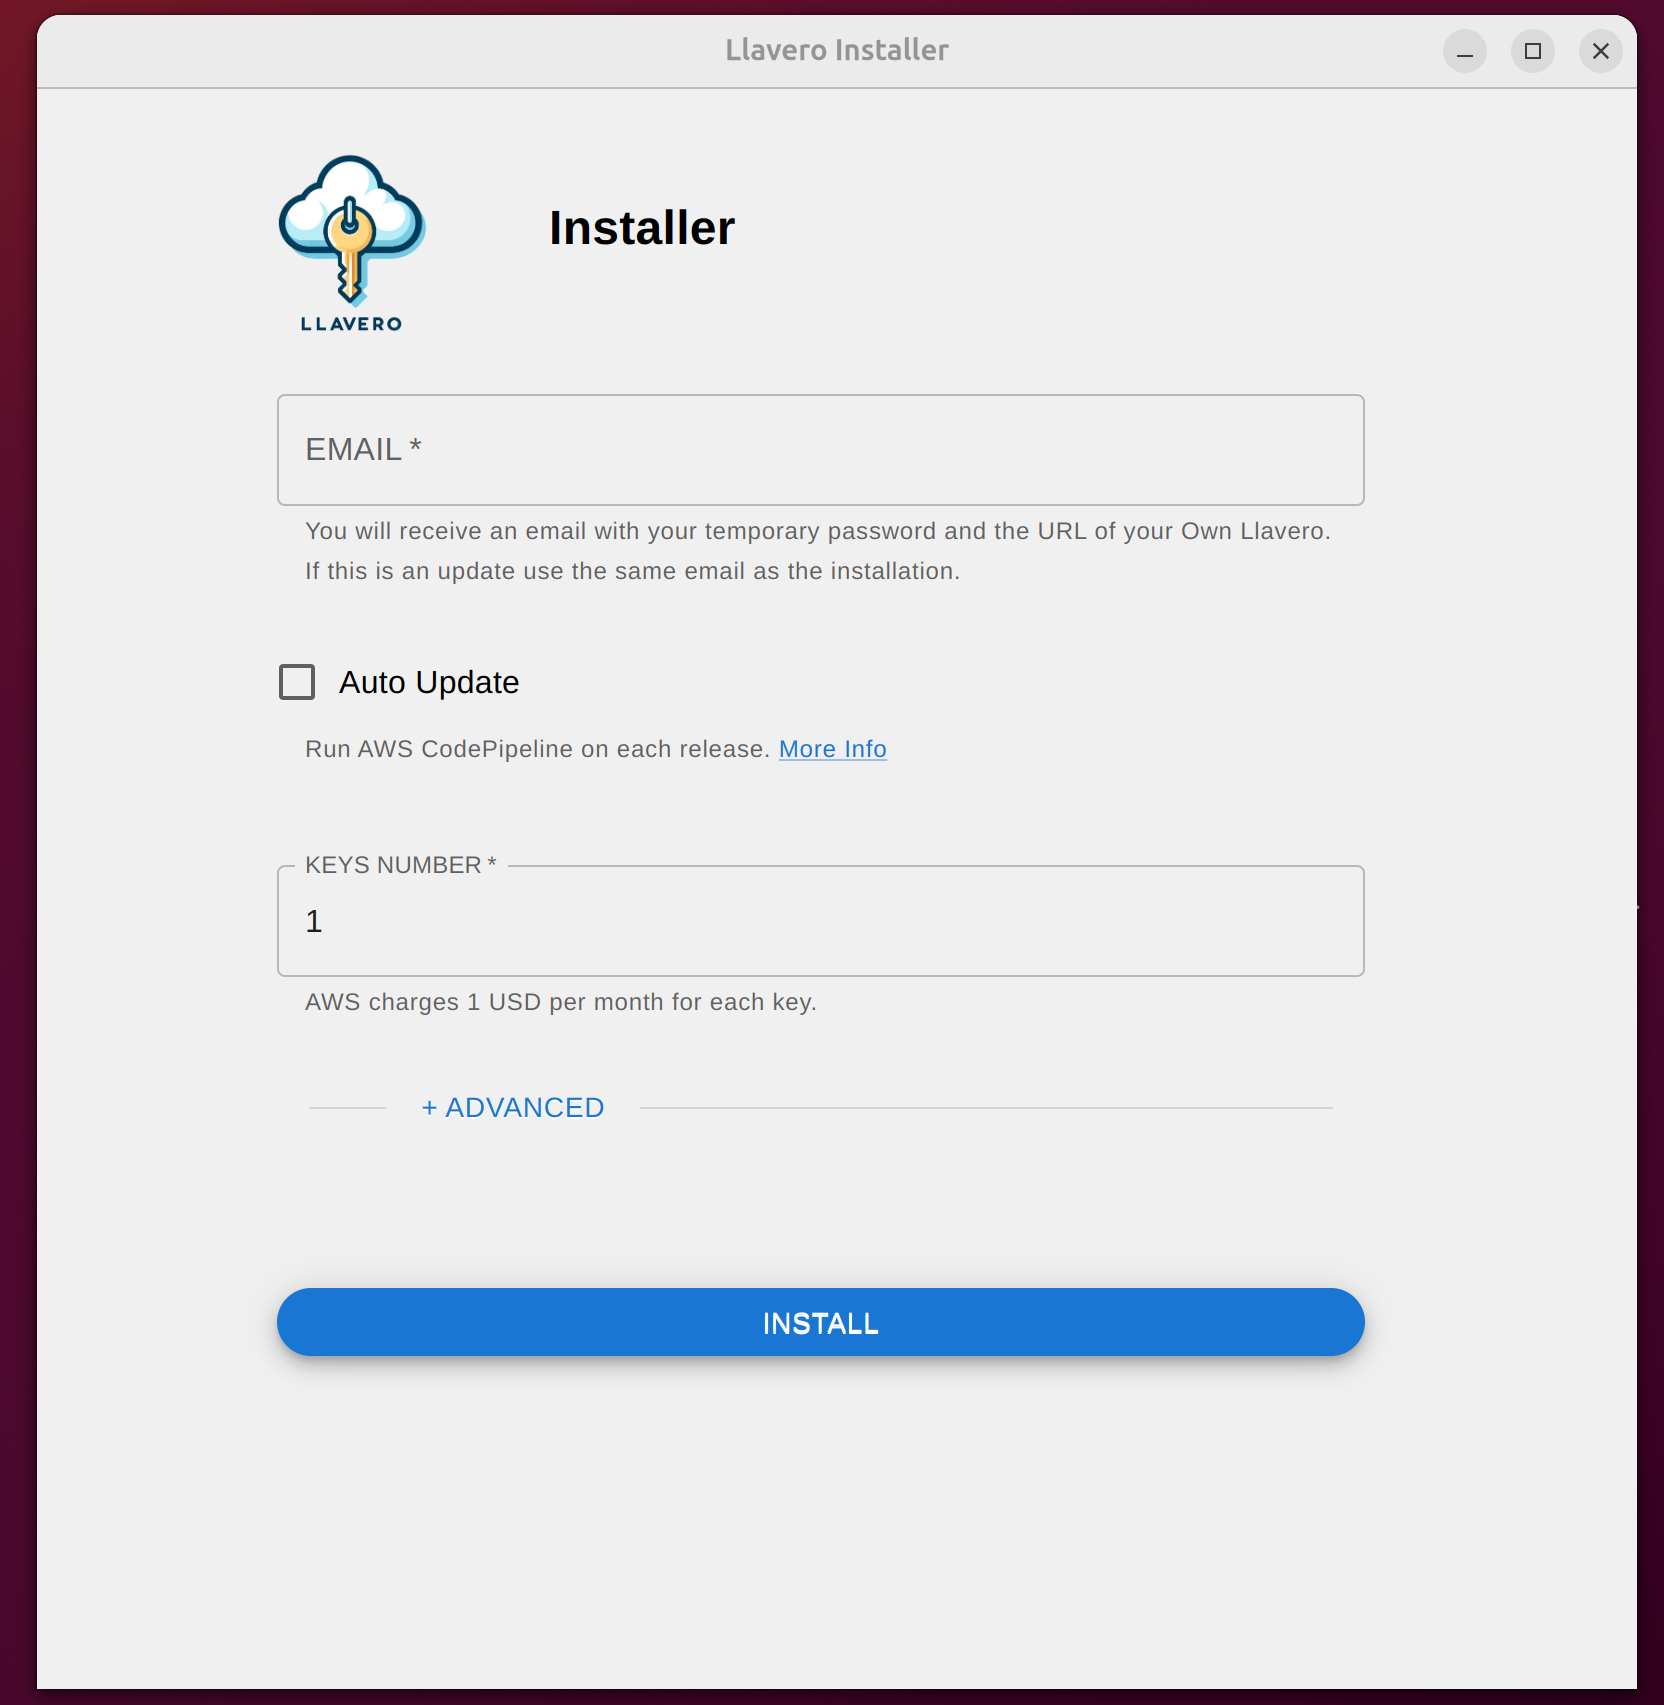 Llavero Installer
LLAVERO
Installer
EMAIL *
You will receive an email with your temporary password and the URL of your Own Llavero.
If this is an update use the same email as the installation.
Auto Update
Run AWS CodePipeline on each release. More Info
KEYS NUMBER *
1
AWS charges 1 USD per month for each key.
+ ADVANCED
INSTALL